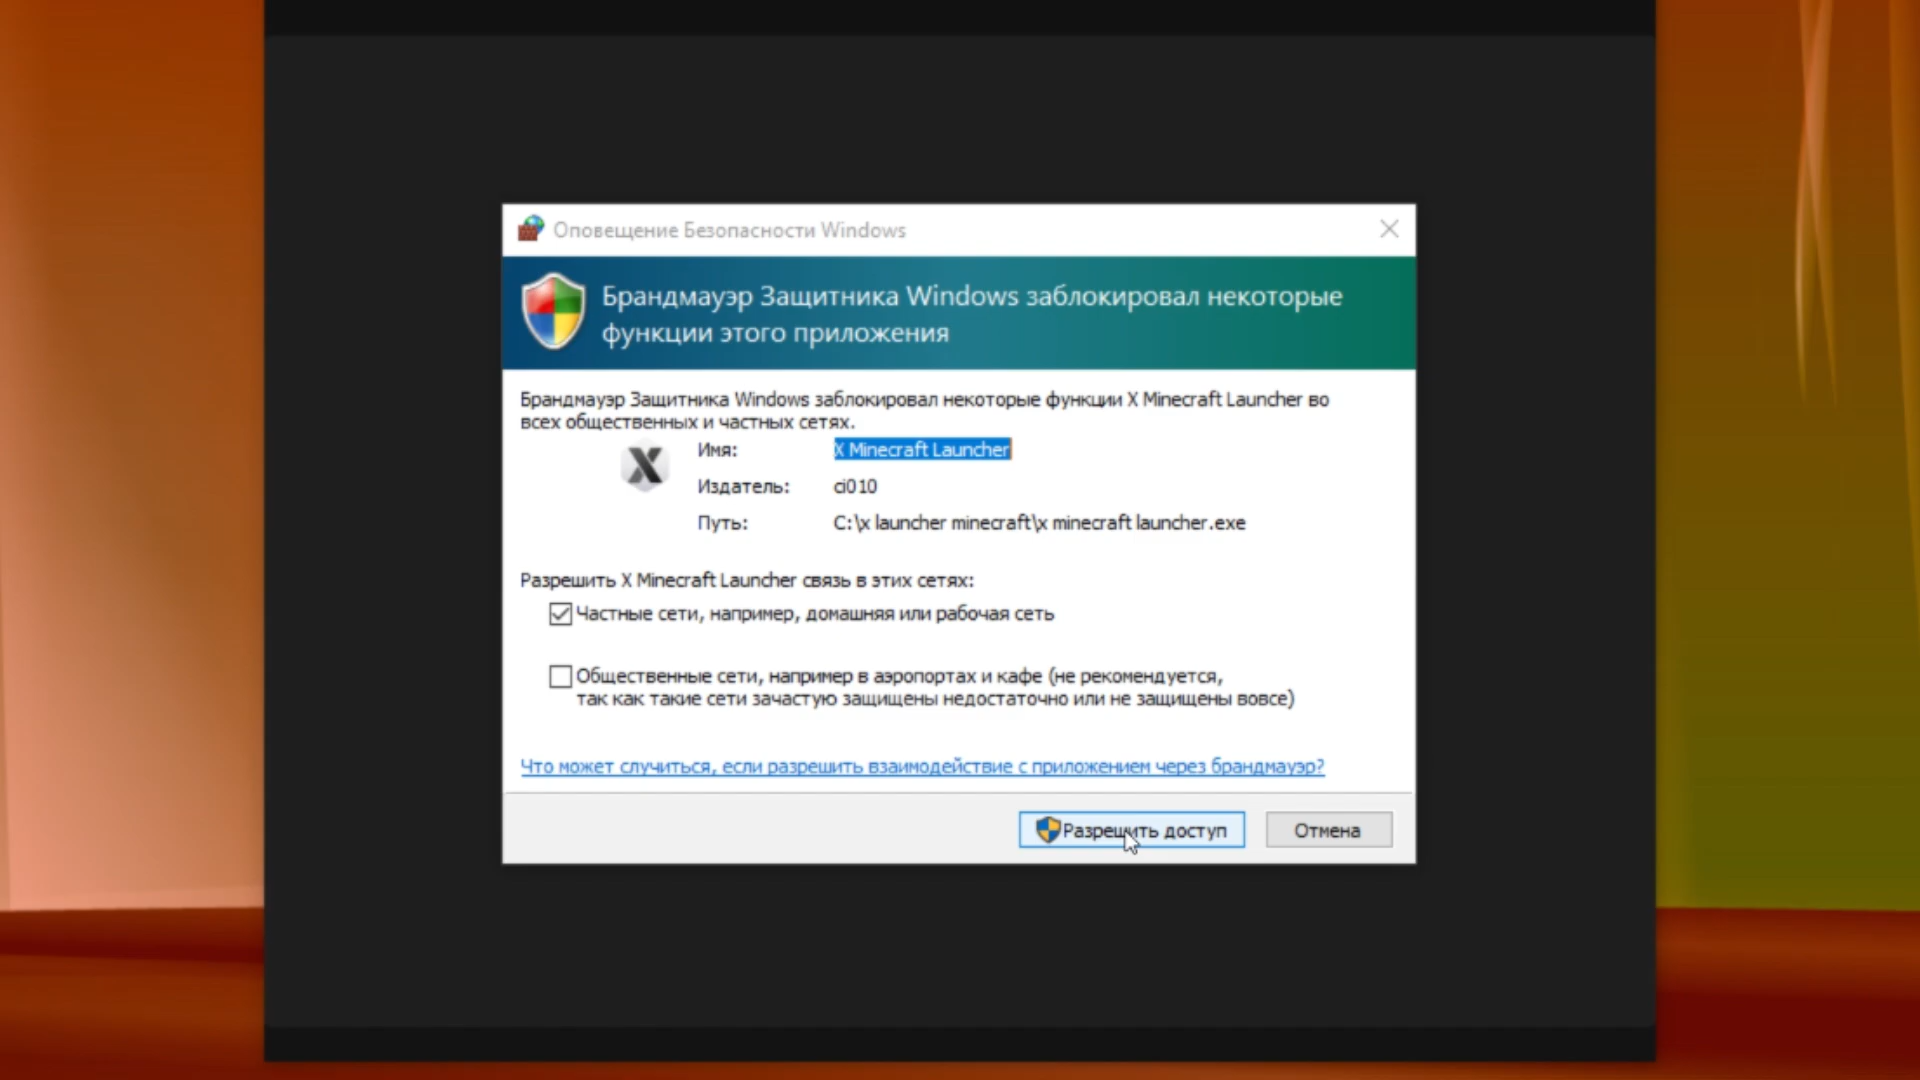 Оповещение Безопасности Windows
Брандмауэр Защитника Windows заблокировал некоторые
функции этого приложения
Брандмауэр Защитника Windows заблокировал некоторые функции X Minecraft Launcher во
всех общественных и частных сетях.
Имя: X Minecraft Launcher
Издатель: ci010
Путь: C:\x launcher minecraft\x minecraft launcher.exe
Разрешить X Minecraft Launcher связь в этих сетях:
Частные сети, например, домашняя или рабочая сеть
Общественные сети, например в аэропортах и кафе (не рекомендуется,
так как такие сети зачастую защищены недостаточно или не защищены вовсе)
Что может случиться, если разрешить взаимодействие с приложением через брандмауэр?
Разрешить доступ Отмена